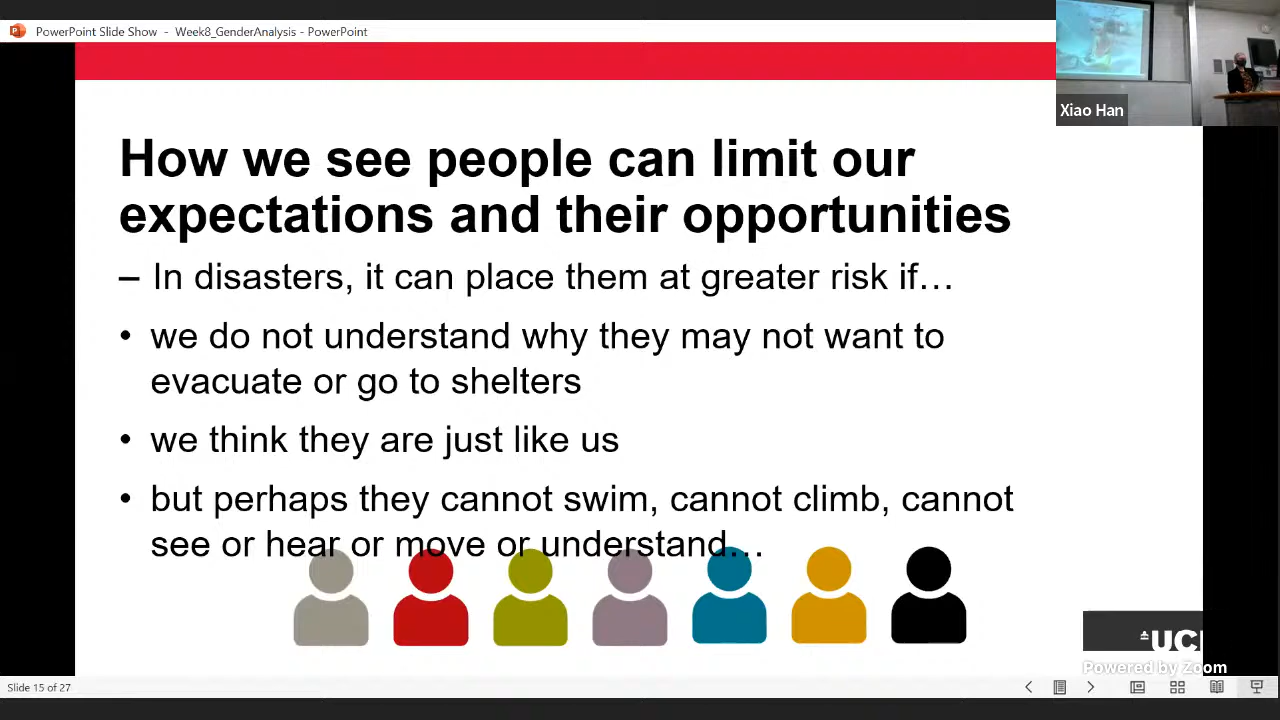 PowerPoint Slide Show - Week8_GenderAnalysis - PowerPoint
Xiao Han
How we see people can limit our
expectations and their opportunities
– In disasters, it can place them at greater risk if…
• we do not understand why they may not want to
evacuate or go to shelters
• we think they are just like us
• but perhaps they cannot swim, cannot climb, cannot
see or hear or move or understand…
UC
Powered by Zoom
Slide 15 of 27